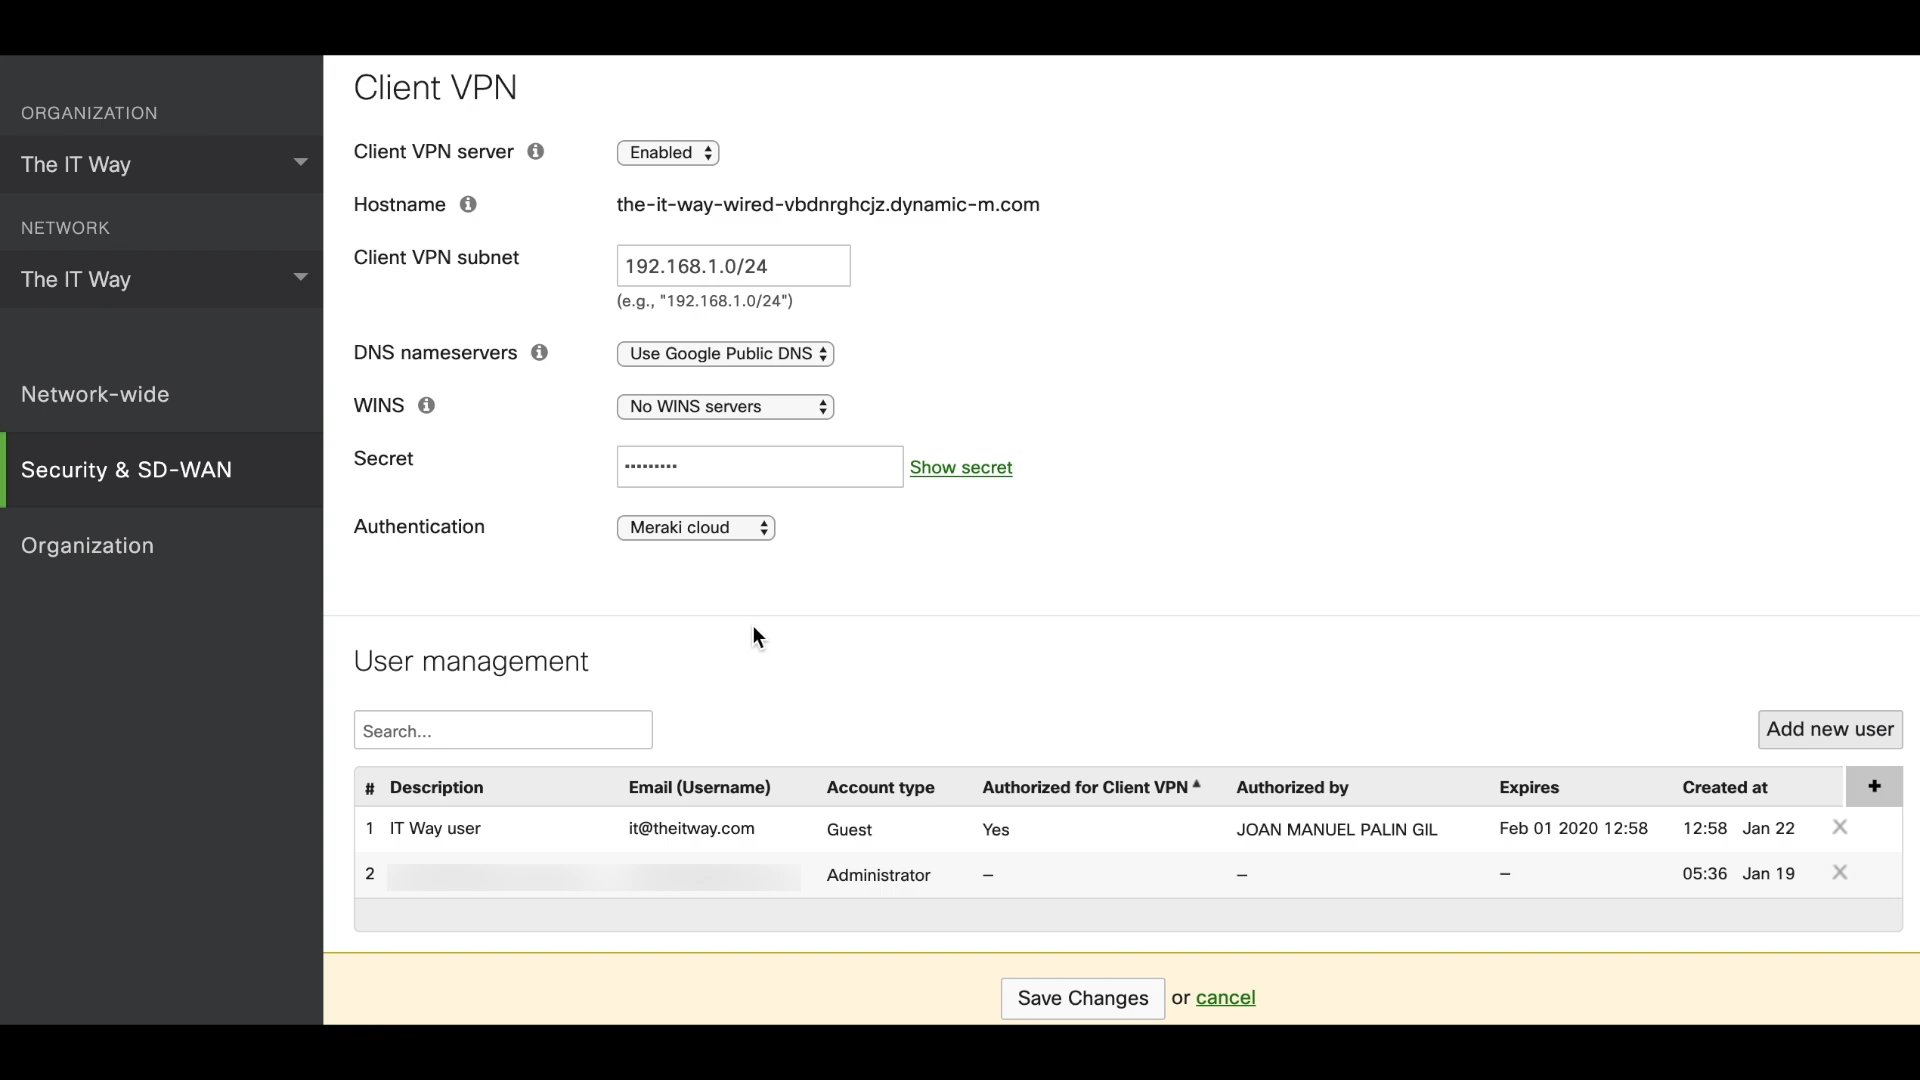 ORGANIZATION
The IT Way
NETWORK
The IT Way
Network-wide
Security & SD-WAN
Organization
Client VPN
Client VPN server Enabled
Hostname the-it-way-wired-vbdnrghcjz.dynamic-m.com
Client VPN subnet 192.168.1.0/24
(e.g., "192.168.1.0/24")
DNS nameservers Use Google Public DNS
WINS No WINS servers
Secret ········· Show secret
Authentication Meraki cloud
User management
Search... Add new user
# Description Email (Username) Account type Authorized for Client VPN Authorized by Expires Created at +
1 IT Way user it@theitway.com Guest Yes JOAN MANUEL PALIN GIL Feb 01 2020 12:58 12:58 Jan 22 X
2 Administrator – – – 05:36 Jan 19 X
Save Changes or cancel